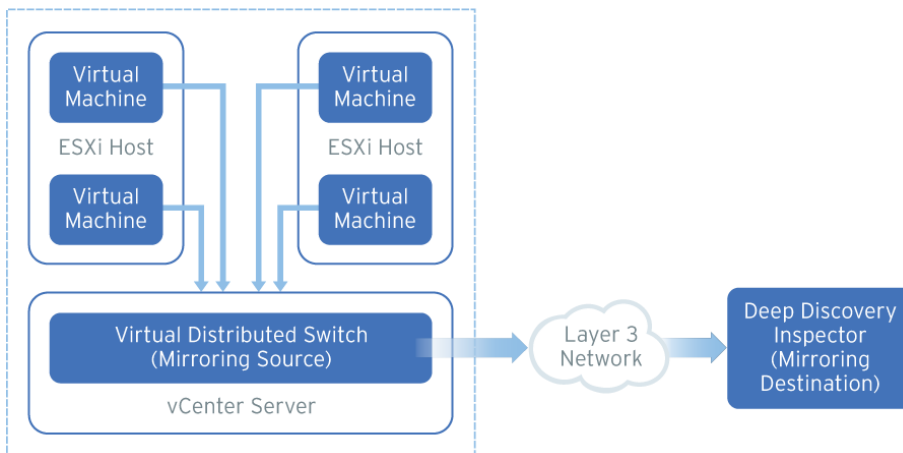 Virtual
Machine
ESXi Host
Virtual
Machine
Virtual
Machine
ESXi Host
Virtual
Machine
Virtual Distributed Switch
(Mirroring Source)
vCenter Server
Layer 3
Network
Deep Discovery
Inspector
(Mirroring
Destination)